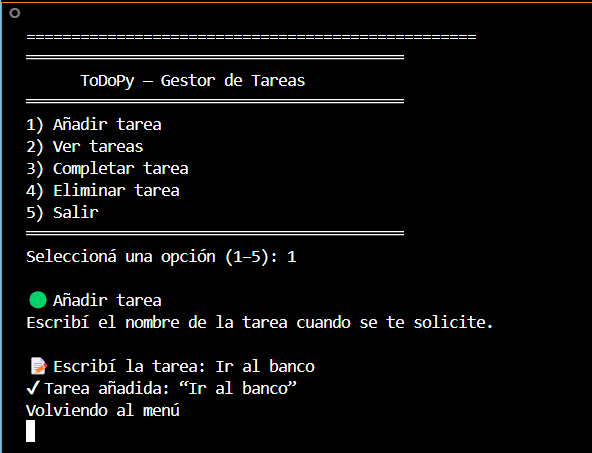 ==================================================
══════════════════════════════════════════
ToDoPy — Gestor de Tareas
══════════════════════════════════════════
1) Añadir tarea
2) Ver tareas
3) Completar tarea
4) Eliminar tarea
5) Salir
══════════════════════════════════════════
Seleccioná una opción (1–5): 1
🟢 Añadir tarea
Escribí el nombre de la tarea cuando se te solicite.
📝 Escribí la tarea: Ir al banco
✔ Tarea añadida: “Ir al banco”
Volviendo al menú